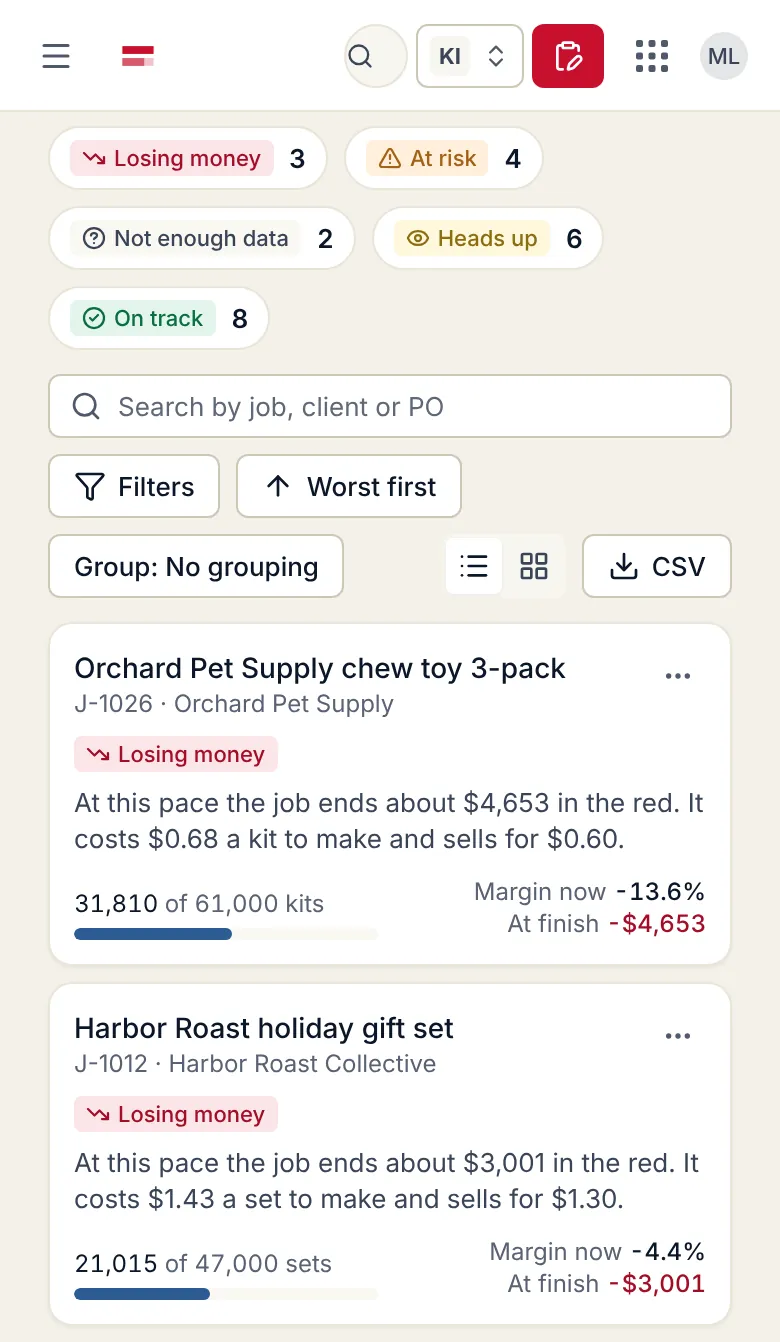 KI
ML
Losing money 3
At risk 4
Not enough data 2
Heads up 6
On track 8
Search by job, client or PO
Filters
Worst first
Group: No grouping
CSV
Orchard Pet Supply chew toy 3-pack
J-1026 · Orchard Pet Supply
Losing money
At this pace the job ends about $4,653 in the red. It
costs $0.68 a kit to make and sells for $0.60.
31,810 of 61,000 kits
Margin now -13.6%
At finish -$4,653
Harbor Roast holiday gift set
J-1012 · Harbor Roast Collective
Losing money
At this pace the job ends about $3,001 in the red. It
costs $1.43 a set to make and sells for $1.30.
21,015 of 47,000 sets
Margin now -4.4%
At finish -$3,001